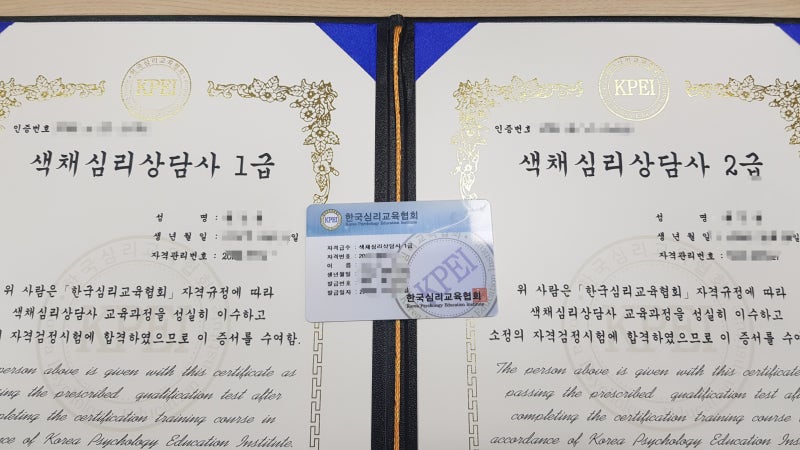 KPEI
인증번호
색채심리상담사 1급
성 명 :
생년월일 :
자격관리번호 : 20
위 사람은 「한국심리교육협회」 자격규정에 따라
색채심리상담사 교육과정을 성실히 이수하고
의 자격검정시험에 합격하였으므로 이 증서를 수여함.
person above is given with this certificate as
ing the prescribed qualification test after
pleting the certification training course in
ance of Korea Psychology Education Institute.
KPEI 한국심리교육협회
Korea Psychology Education Institute
자격급수 : 색채심리상담사 1급
자격번호 : 20
이 름 :
생년월일 :
발급번호 :
발급일자 :
KPEI
한국심리교육협회
Korea Psychology Education Institute
KPEI
인증번호
색채심리상담사 2급
성 명 :
생년월일 :
자격관리번호 :
위 사람은 「한국심리교육협회」 자격규정에 따라
색채심리상담사 교육과정을 성실히 이수하고
소정의 자격검정시험에 합격하였으므로 이 증서를 수여
The person above is given with this certificate
passing the prescribed qualification test aft
completing the certification training course
accordance of Korea Psychology Education Institu